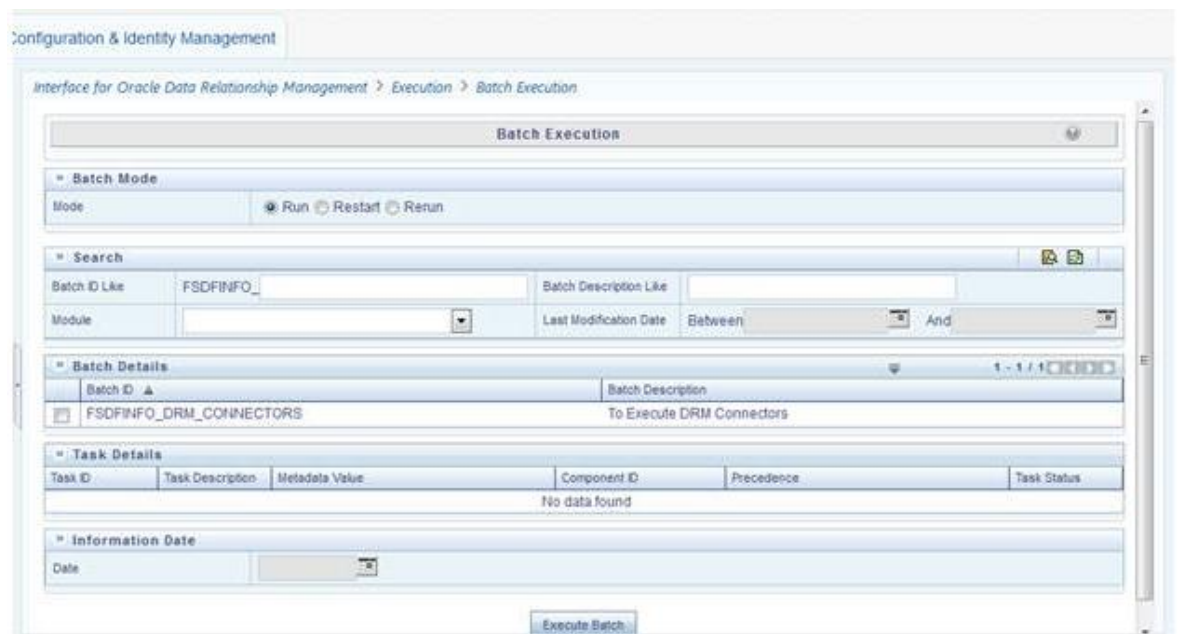 Configuration & Identity Management
Interface for Oracle Data Relationship Management > Execution > Batch Execution
Batch Execution
Batch Mode
Mode Run Restart Rerun
Search
Batch ID Like FSDFINFO_ Batch Description Like
Module Last Modification Date Between And
Batch Details 1 - 1 / 1
Batch ID Batch Description
FSDFINFO_DRM_CONNECTORS To Execute DRM Connectors
Task Details
Task ID Task Description Metadata Value Component ID Precedence Task Status
No data found
Information Date
Date
Execute Batch